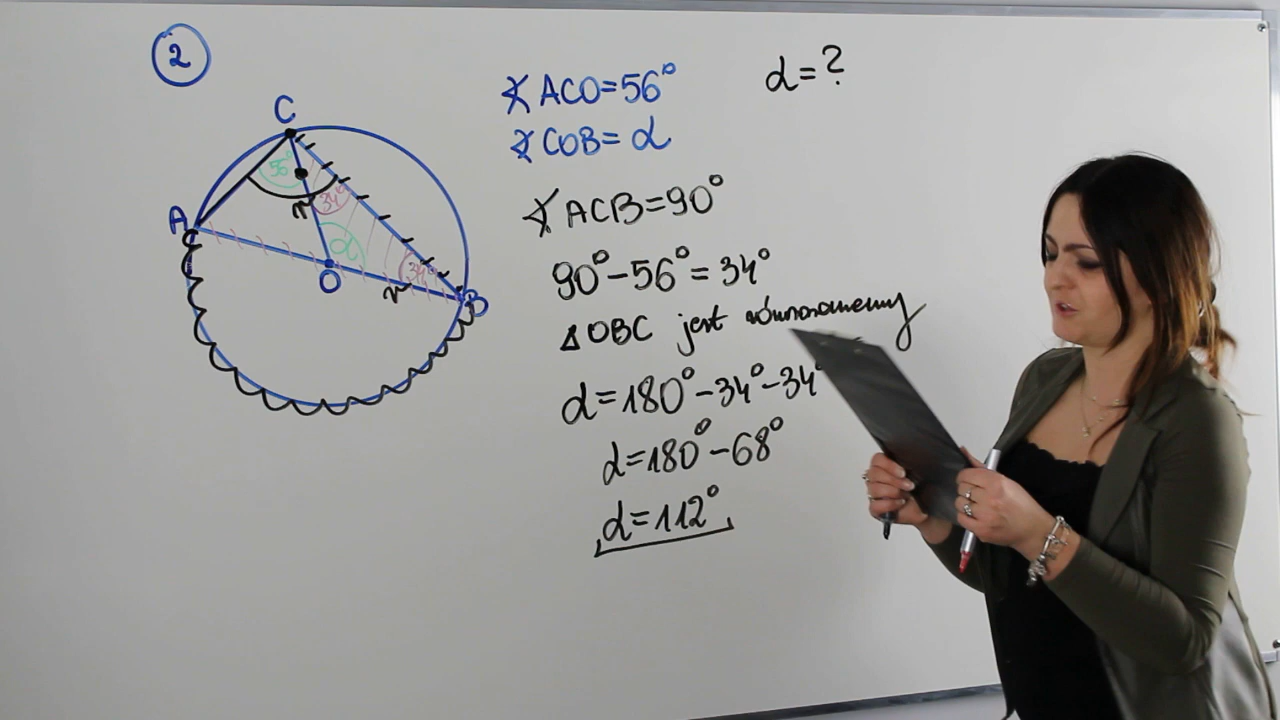 2
∢ ACO=56°
∢ COB= α
α=?
C
56°
34°
A
r
α
34°
O
r
B
∢ ACB=90°
90°-56°=34°
△OBC jest równoramienny
α=180°-34°-34°
α=180°-68°
α=112°